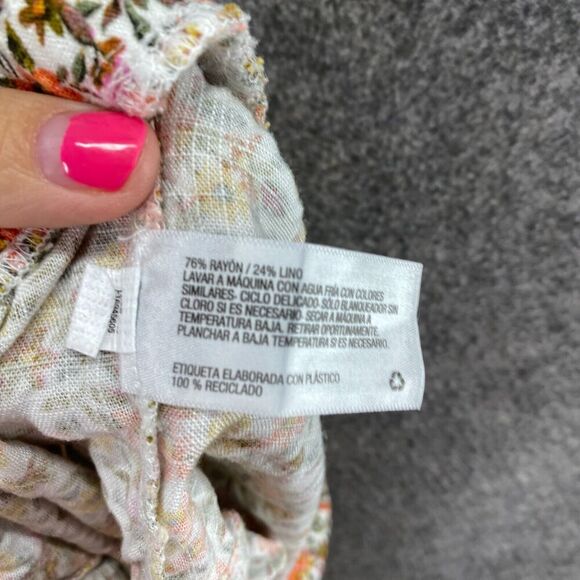 76% RAYÓN / 24% LINO
LAVAR A MÁQUINA CON AGUA FRÍA CON COLORES
SIMILARES- CICLO DELICADO-SÓLO BLANQUEADOR SIN
CLORO SI ES NECESARIO- SECAR A MÁQUINA A
TEMPERATURA BAJA. RETIRAR OPORTUNAMENTE.
PLANCHAR A BAJA TEMPERATURA SI ES NECESARIO.
ETIQUETA ELABORADA CON PLÁSTICO
100 % RECICLADO